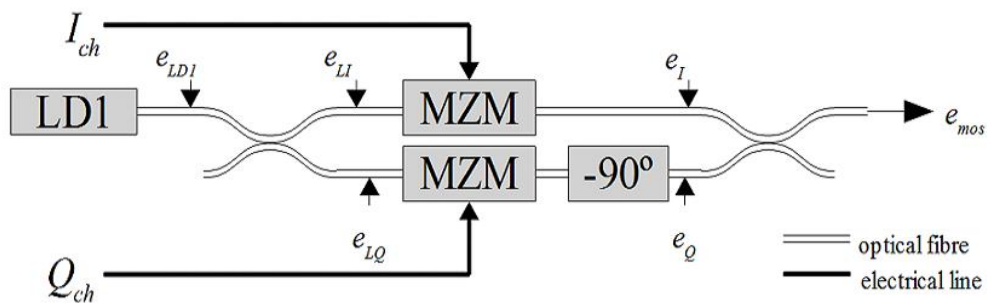 I_ch
e_LD1 e_LI e_I
LD1 MZM e_mos
MZM -90º
e_LQ e_Q
optical fibre
Q_ch electrical line